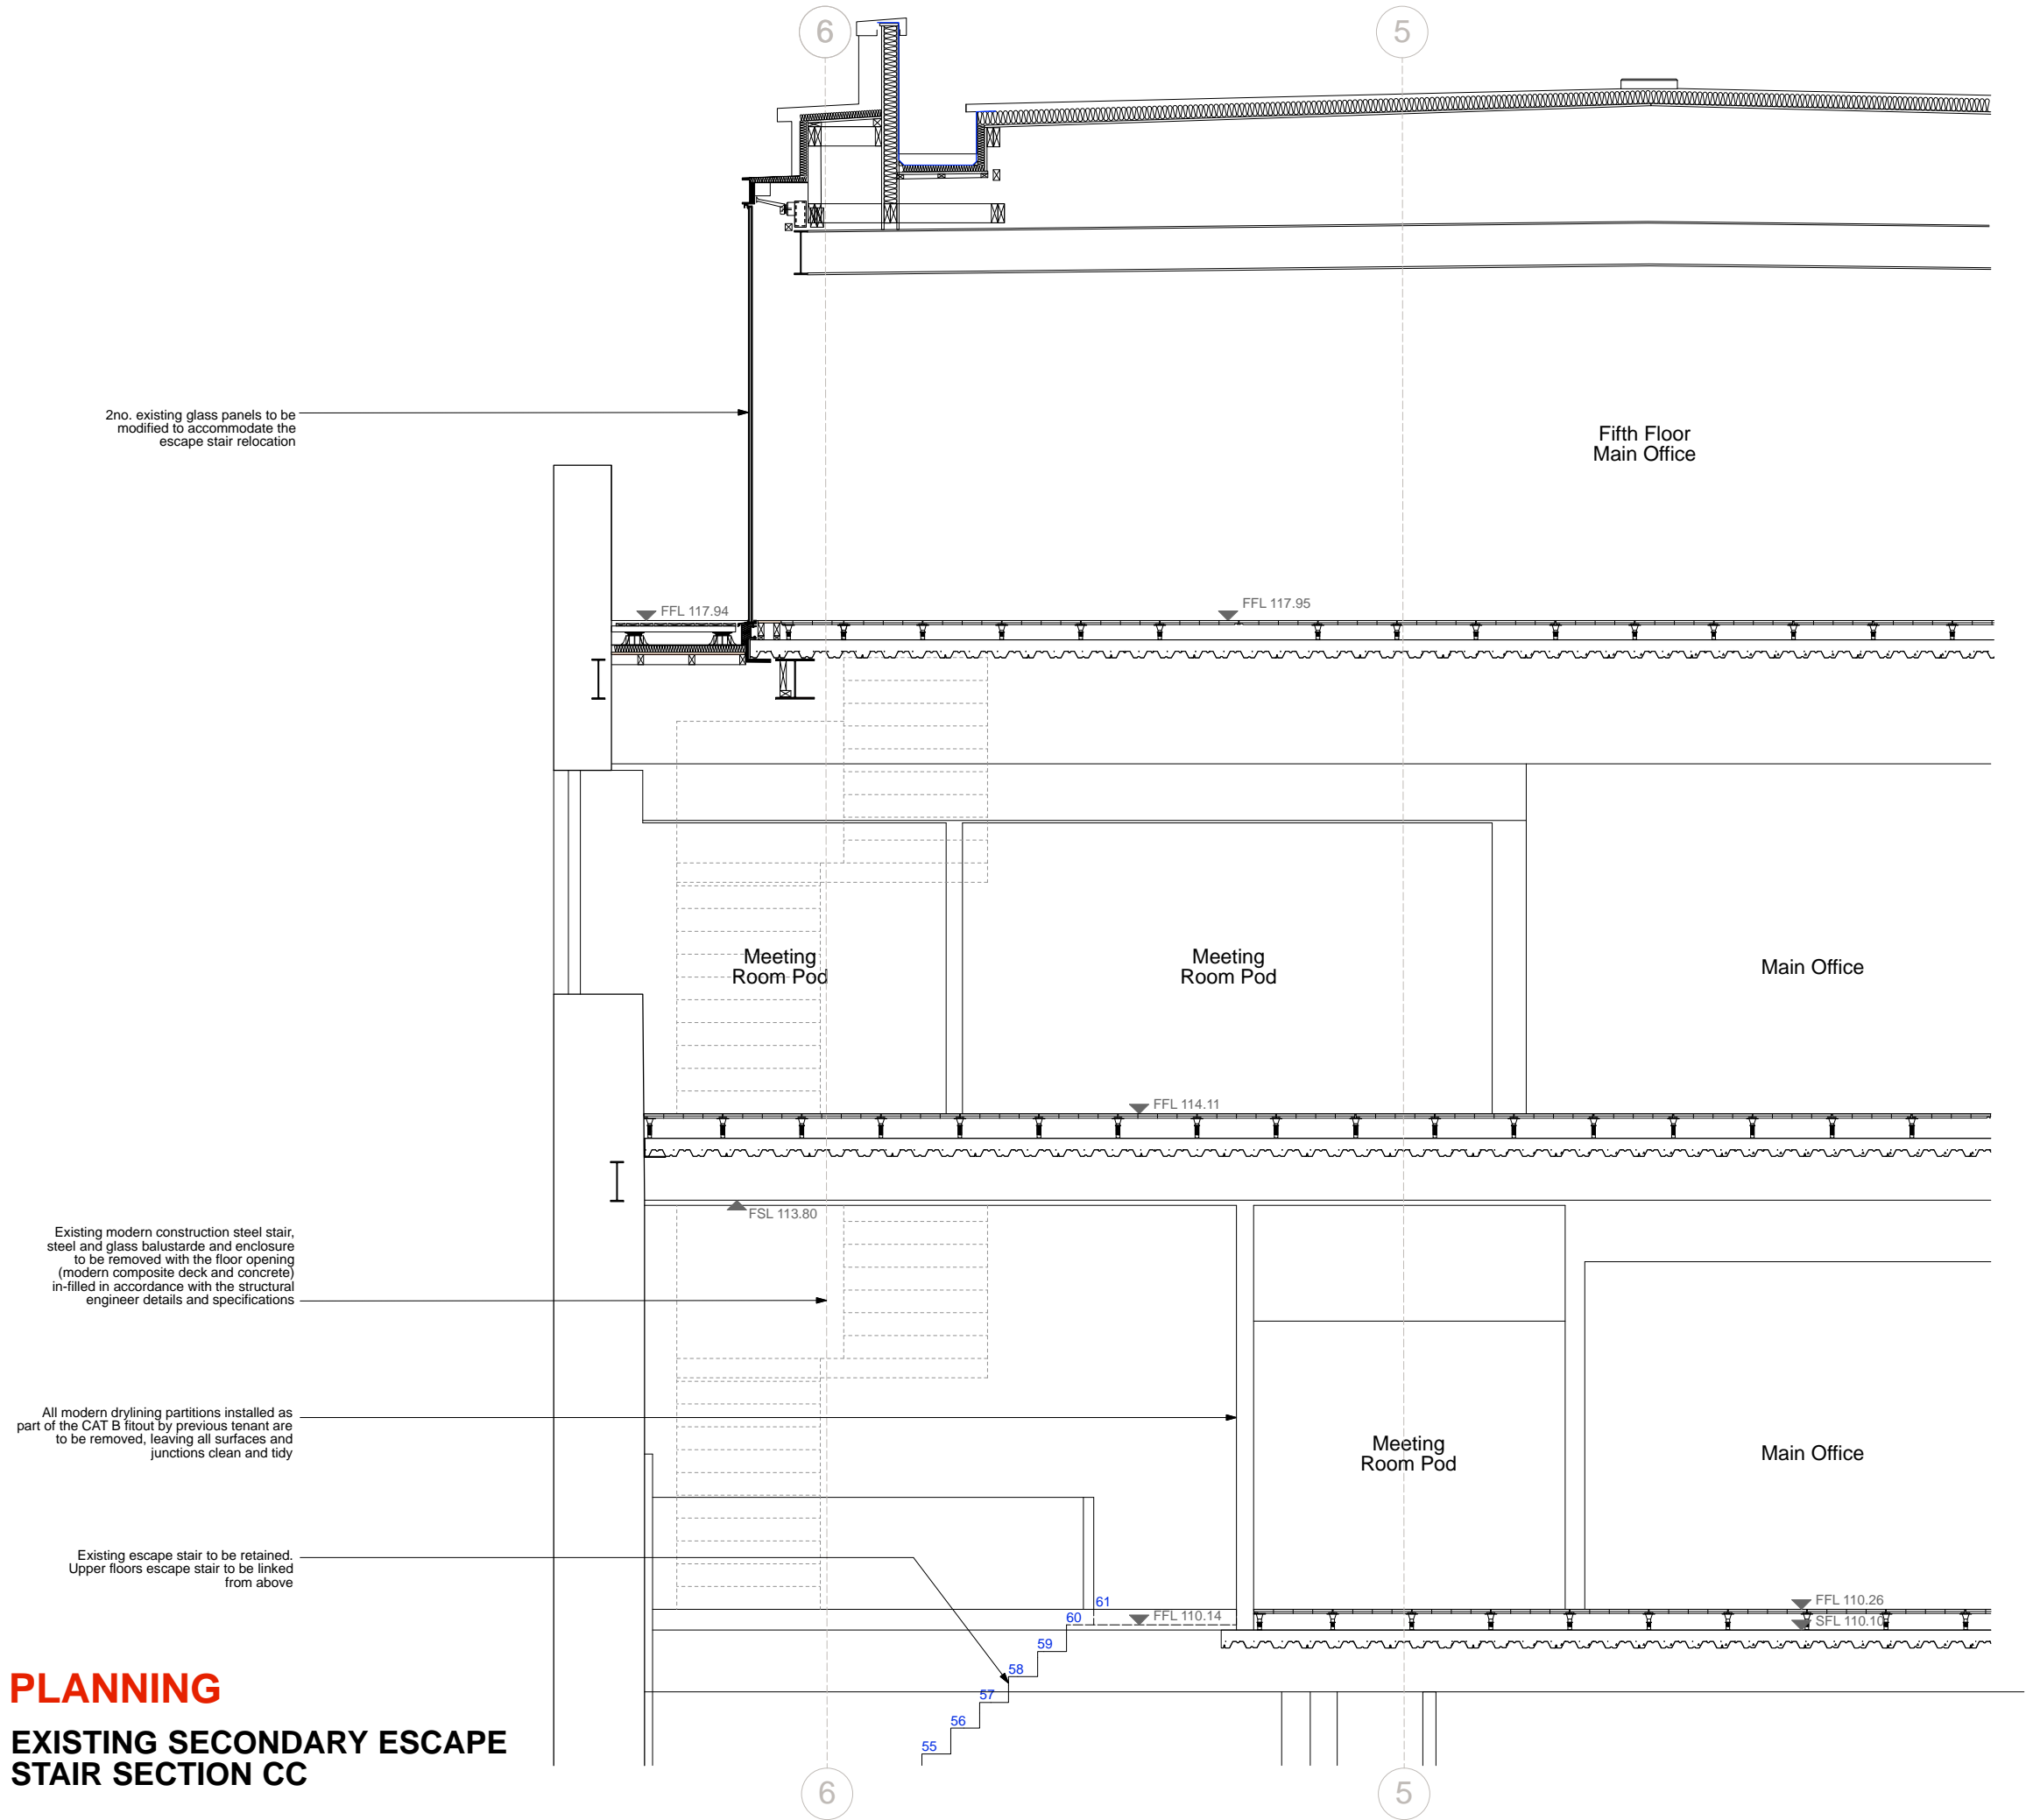 6
5
2no. existing glass panels to be
modified to accommodate the
escape stair relocation
Fifth Floor
Main Office
FFL 117.94
FFL 117.95
Meeting
Room Pod
Meeting
Room Pod
Main Office
FFL 114.11
FSL 113.80
Existing modern construction steel stair,
steel and glass balustarde and enclosure
to be removed with the floor opening
(modern composite deck and concrete)
in-filled in accordance with the structural
engineer details and specifications
All modern drylining partitions installed as
part of the CAT B fitout by previous tenant are
to be removed, leaving all surfaces and
junctions clean and tidy
Meeting
Room Pod
Main Office
Existing escape stair to be retained.
Upper floors escape stair to be linked
from above
61
60
FFL 110.14
FFL 110.26
SFL 110.10
59
58
57
56
55
PLANNING
EXISTING SECONDARY ESCAPE
STAIR SECTION CC
6
5